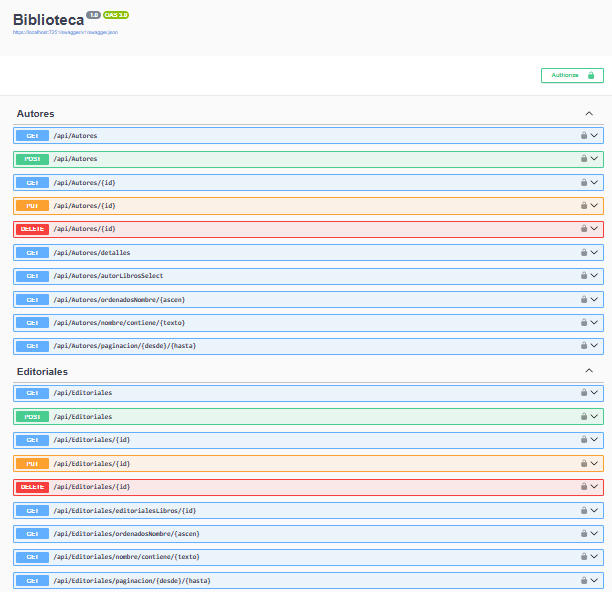 Biblioteca 1.0 OAS 3.0
https://localhost:7251/swagger/v1/swagger.json
Authorize
Autores
GET /api/Autores
POST /api/Autores
GET /api/Autores/{id}
PUT /api/Autores/{id}
DELETE /api/Autores/{id}
GET /api/Autores/detalles
GET /api/Autores/autorLibrosSelect
GET /api/Autores/ordenadosNombre/{ascen}
GET /api/Autores/nombre/contiene/{texto}
GET /api/Autores/paginacion/{desde}/{hasta}
Editoriales
GET /api/Editoriales
POST /api/Editoriales
GET /api/Editoriales/{id}
PUT /api/Editoriales/{id}
DELETE /api/Editoriales/{id}
GET /api/Editoriales/editorialesLibros/{id}
GET /api/Editoriales/ordenadosNombre/{ascen}
GET /api/Editoriales/nombre/contiene/{texto}
GET /api/Editoriales/paginacion/{desde}/{hasta}